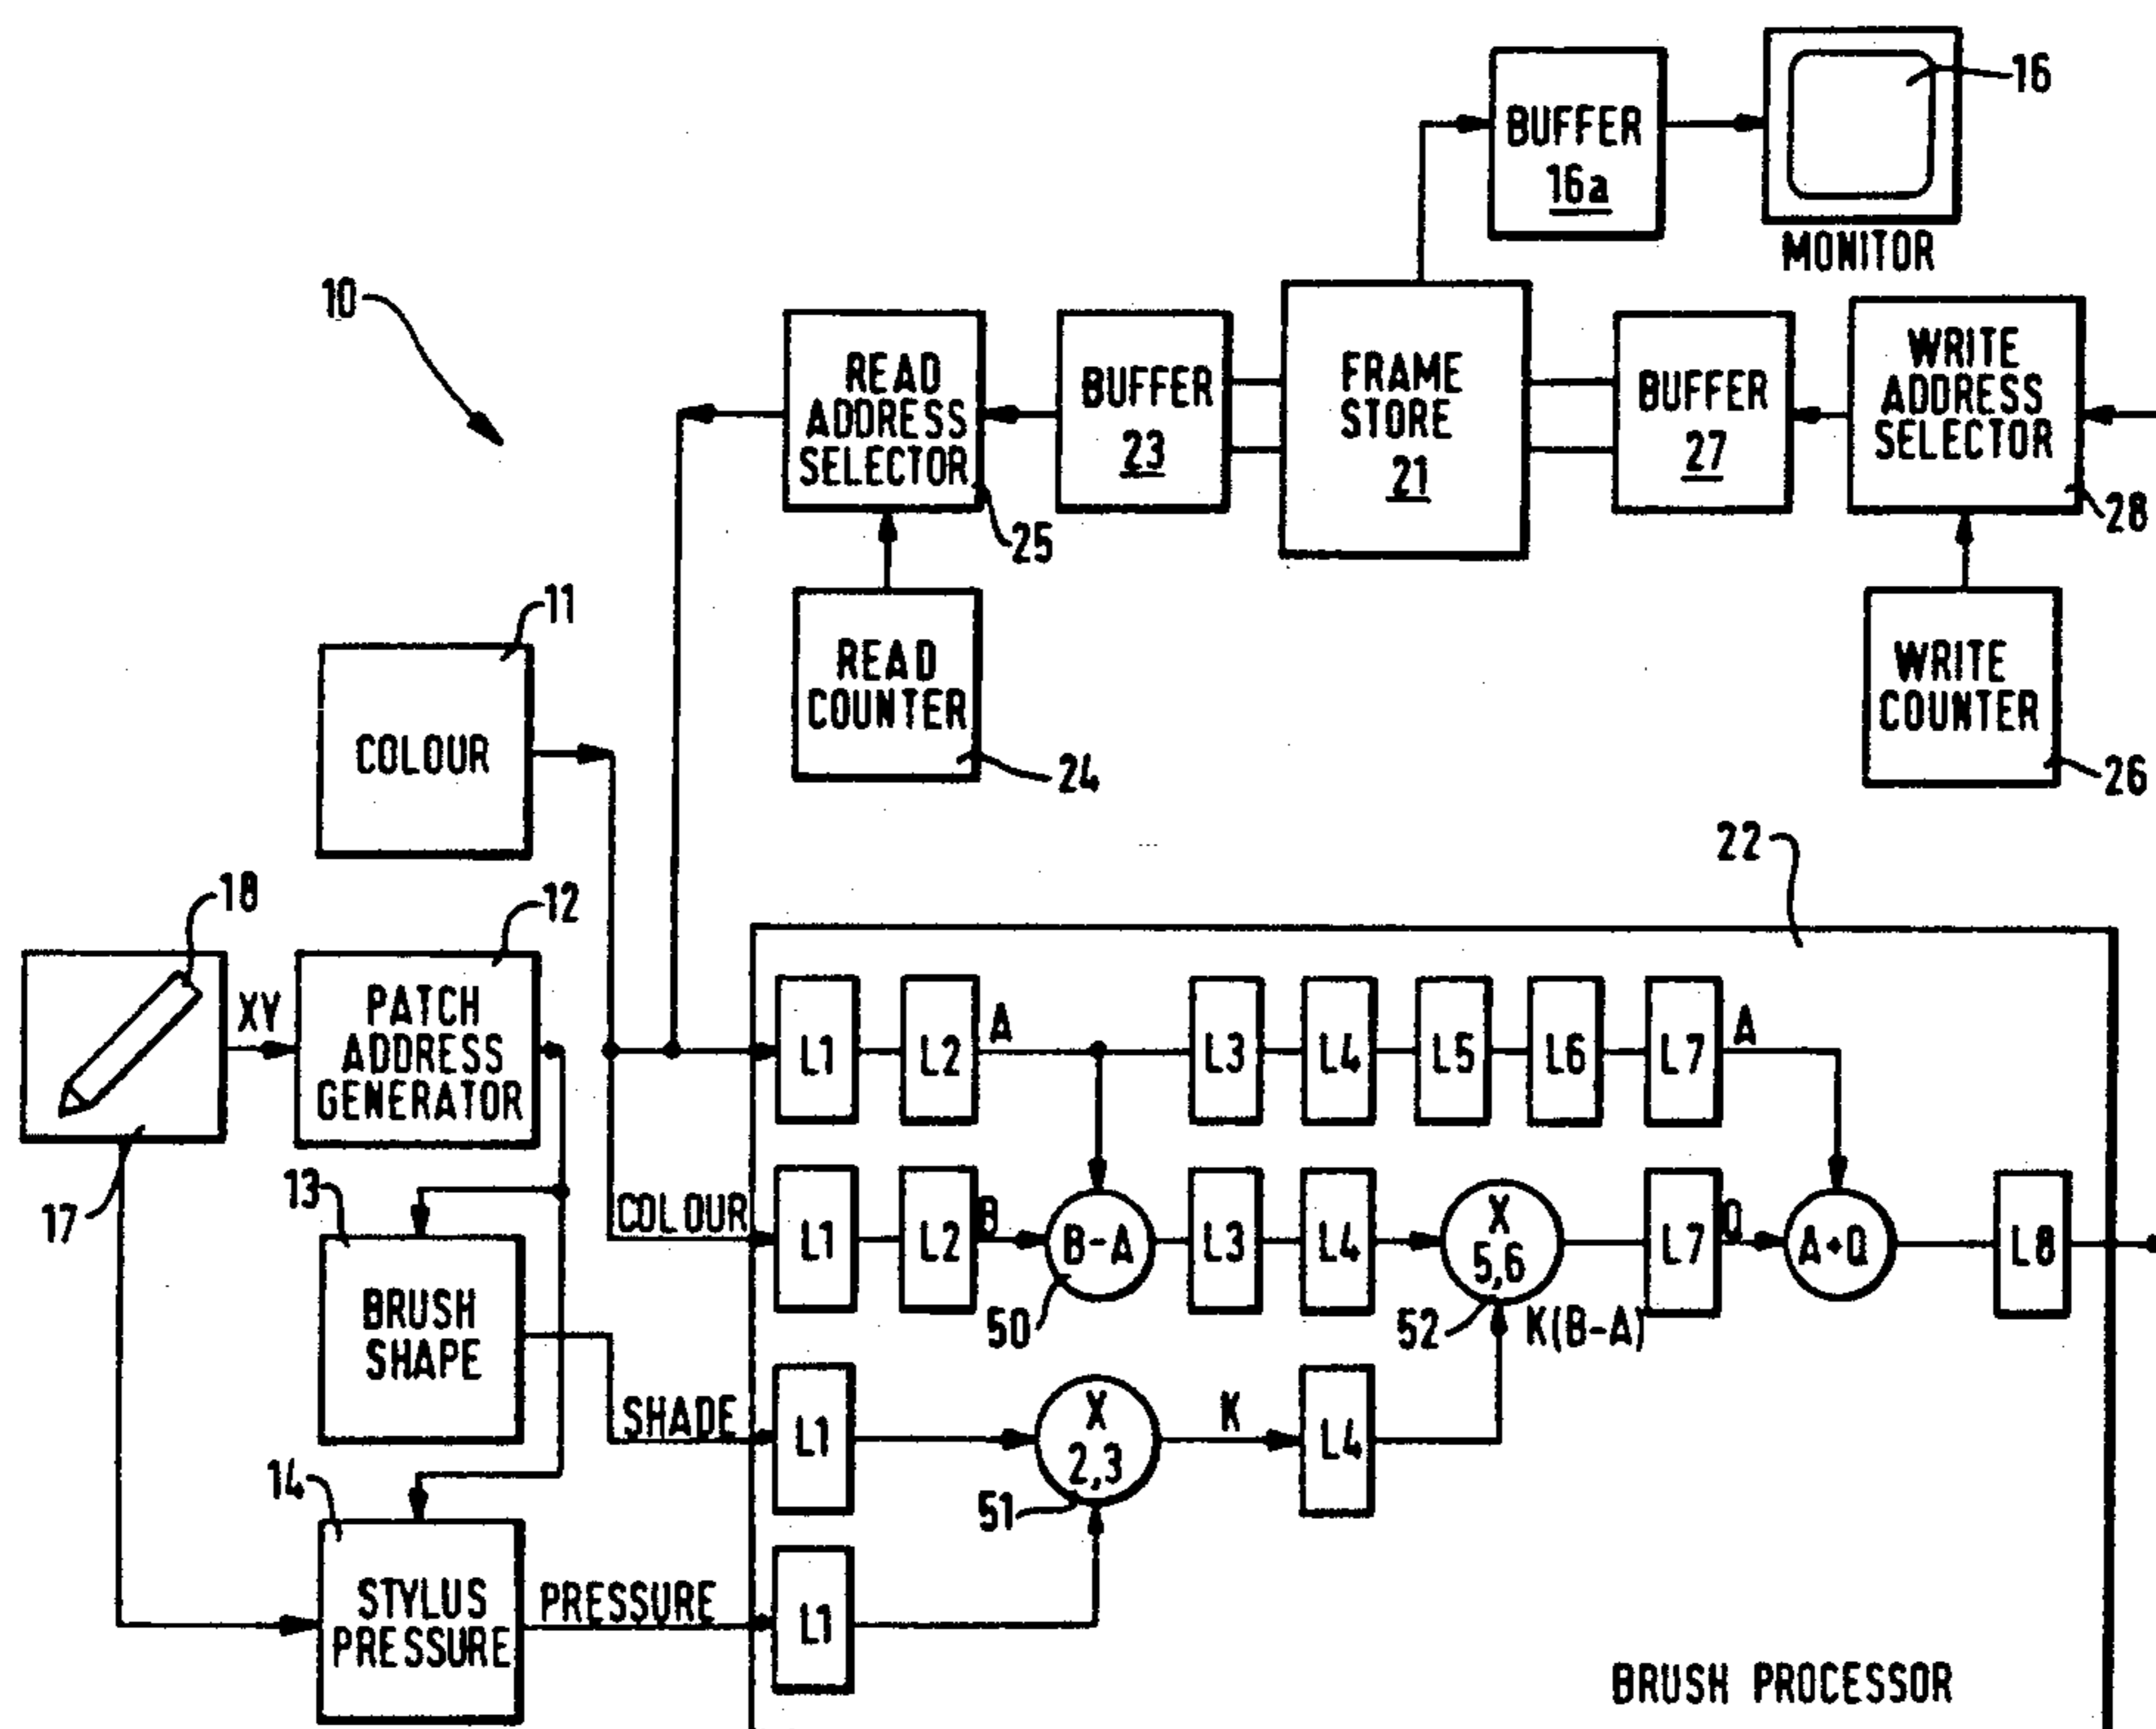 16
BUFFER
16a
MONITOR
10
READ
ADDRESS
SELECTOR
25
BUFFER
23
FRAME
STORE
21
BUFFER
27
WRITE
ADDRESS
SELECTOR
28
11
COLOUR
READ
COUNTER
24
WRITE
COUNTER
26
22
18
12
XY
PATCH
ADDRESS
GENERATOR
17
L1
L2
A
L3
L4
L5
L6
L7
A
13
COLOUR
L1
L2
B
B-A
50
L3
L4
X
5,6
52
K(B-A)
L7
Q
A+Q
L8
BRUSH
SHAPE
SHADE
L1
X
2,3
51
K
L4
14
STYLUS
PRESSURE
PRESSURE
L1
BRUSH PROCESSOR